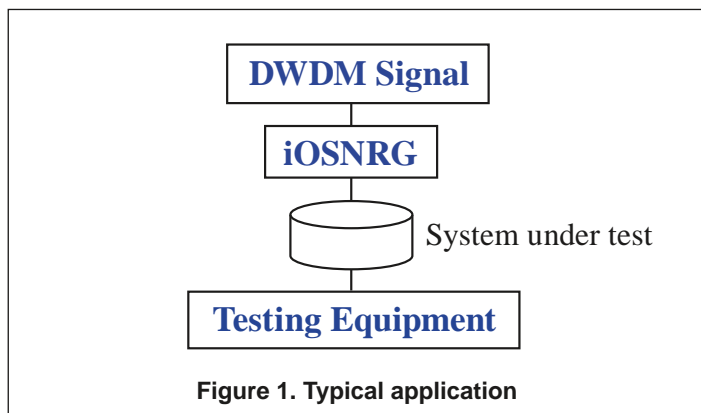 DWDM Signal
iOSNRG
System under test
Testing Equipment
Figure 1. Typical application